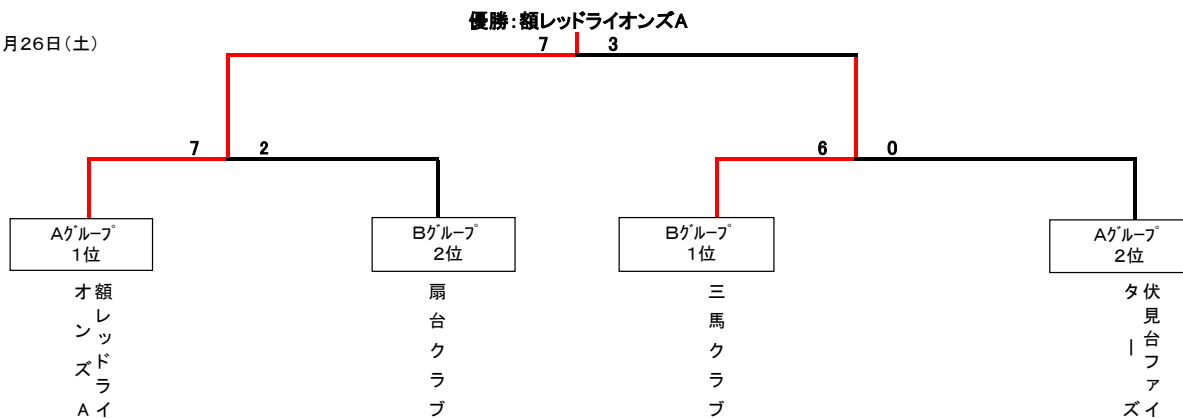 優勝：額レッドライオンズA
月26日（土）
7 3
7 2
6 0
Aグループ
1位
Bグループ
2位
Bグループ
1位
Aグループ
2位
額レッドライ
オンズA
扇台クラブ
三馬クラブ
伏見台ファイ
ターズ